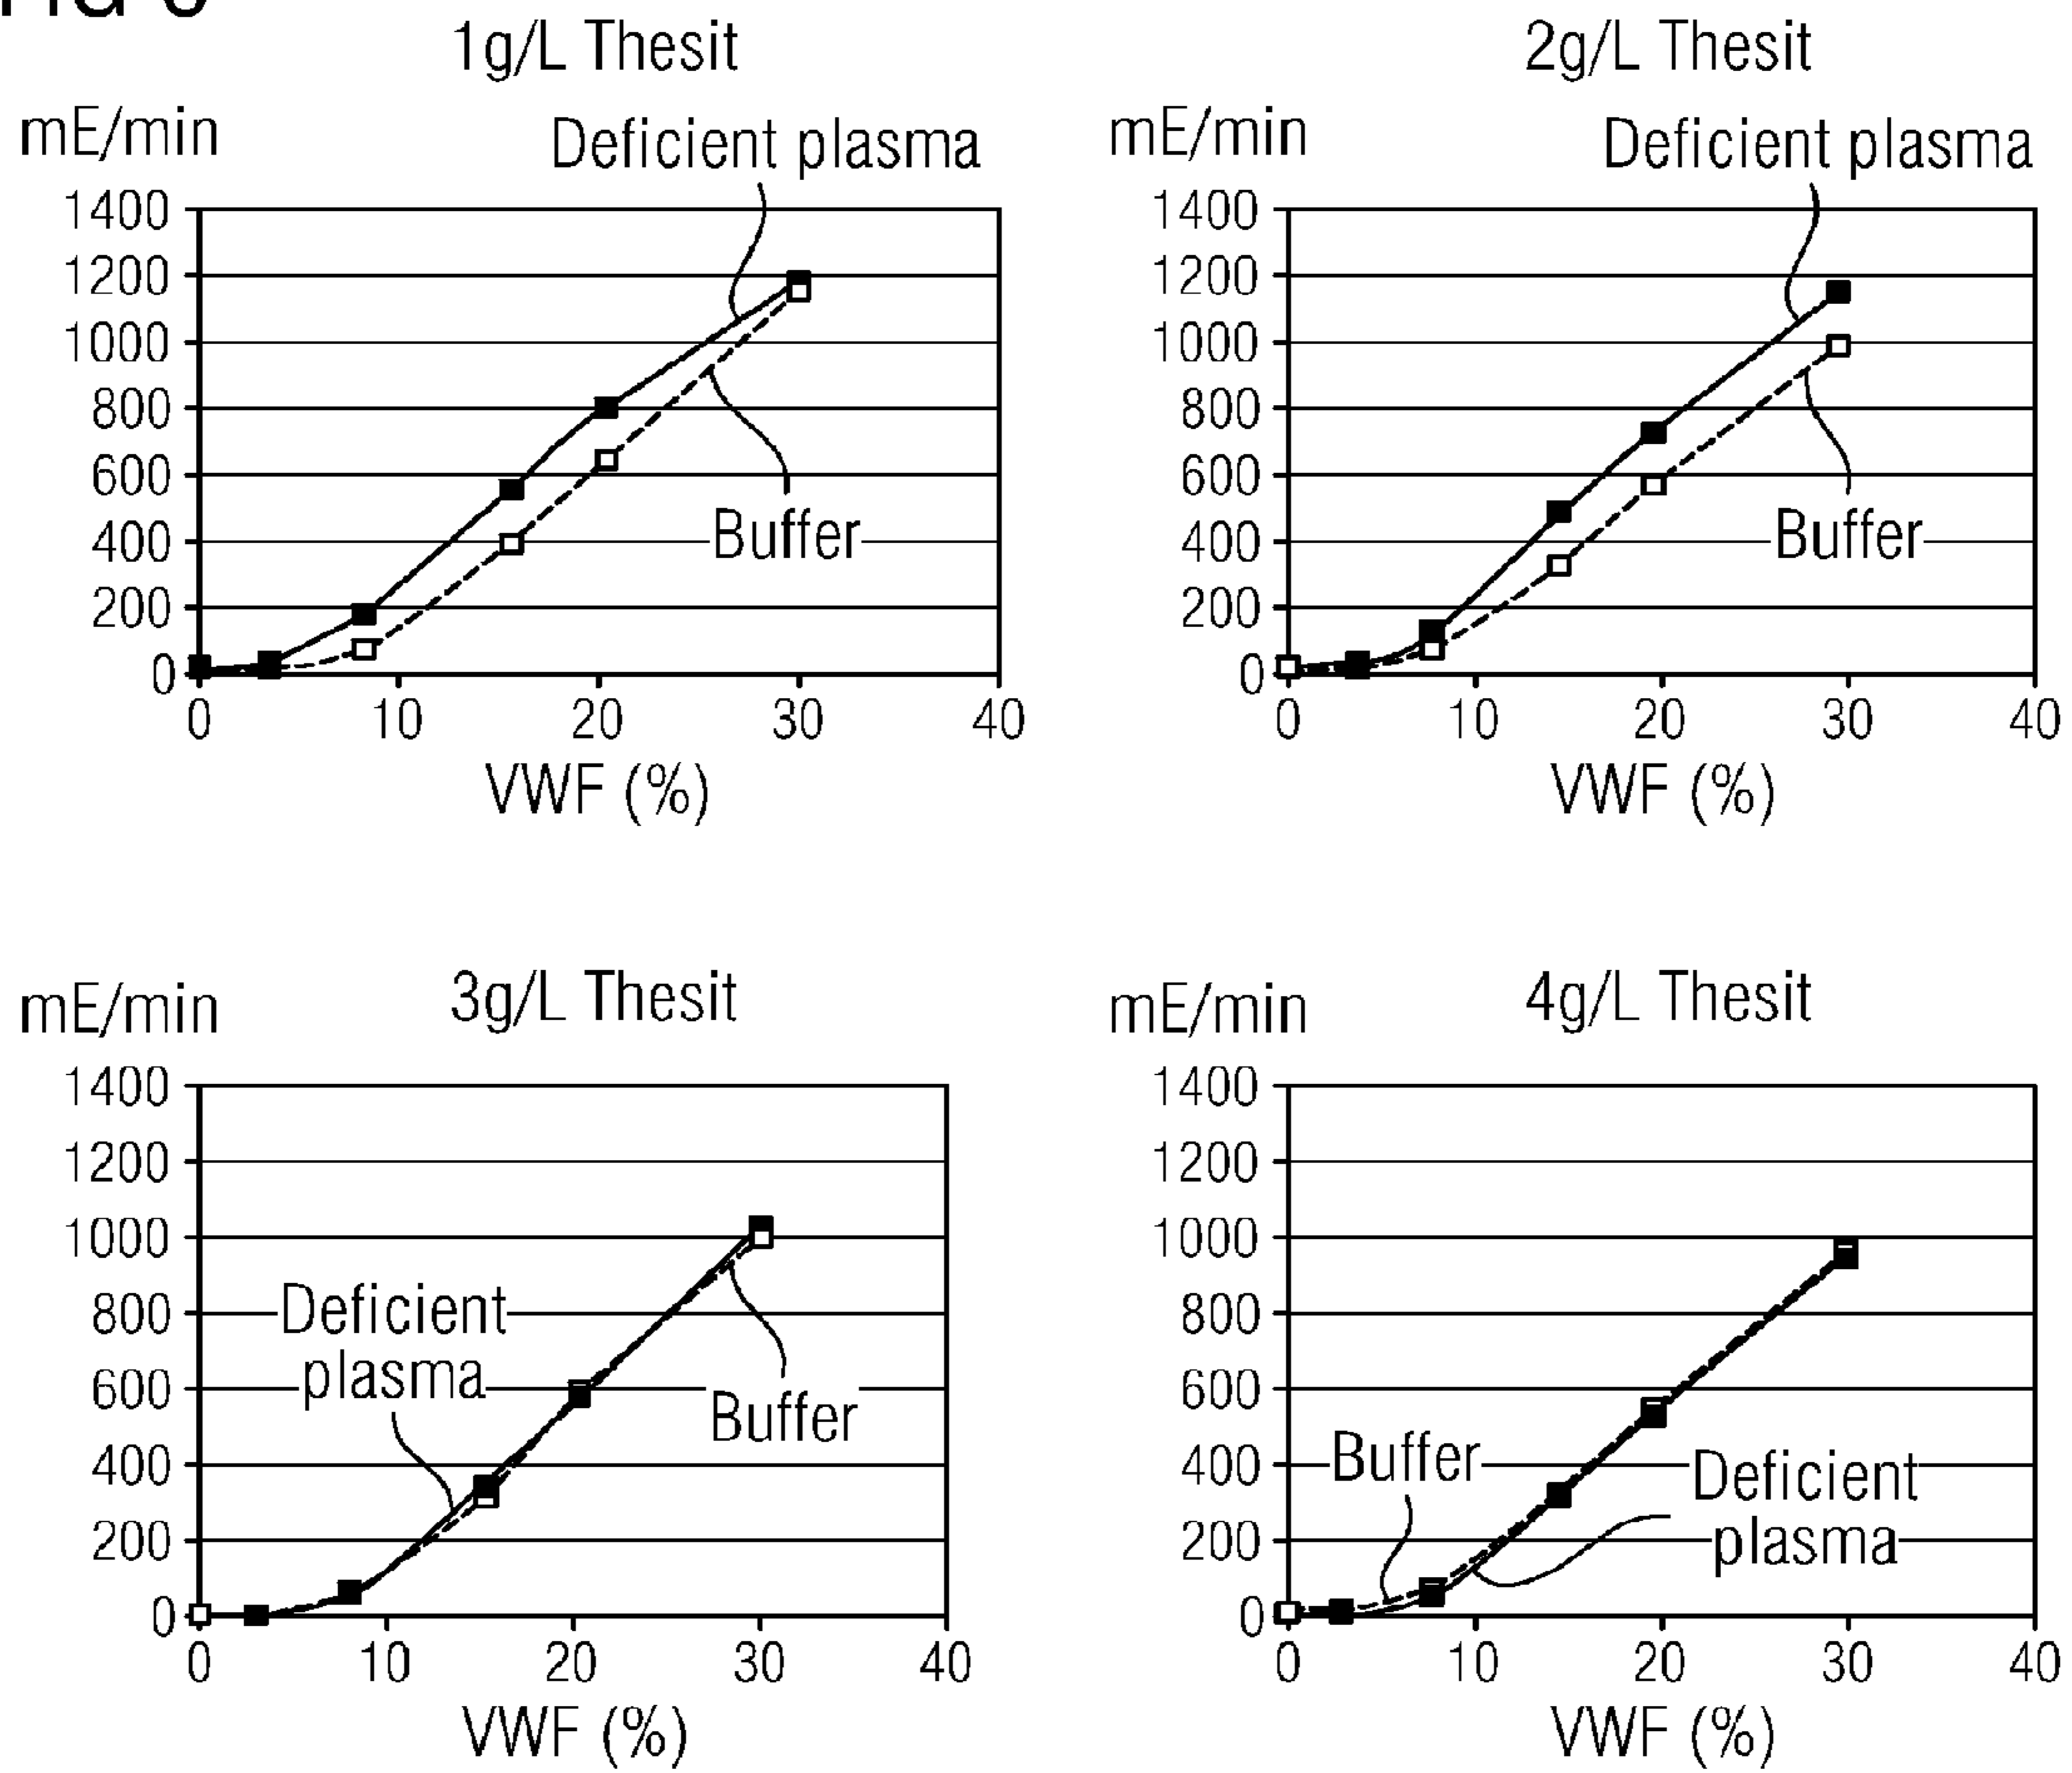 1g/L Thesit
mE/min
Deficient plasma
1400
1200
1000
800
600
400
200
0
Buffer
0 10 20 30 40
VWF (%)
2g/L Thesit
mE/min
Deficient plasma
1400
1200
1000
800
600
400
200
0
Buffer
0 10 20 30 40
VWF (%)
3g/L Thesit
mE/min
1400
1200
1000
800
600
400
200
0
Deficient
plasma
Buffer
0 10 20 30 40
VWF (%)
4g/L Thesit
mE/min
1400
1200
1000
800
600
400
200
0
Buffer
Deficient
plasma
0 10 20 30 40
VWF (%)